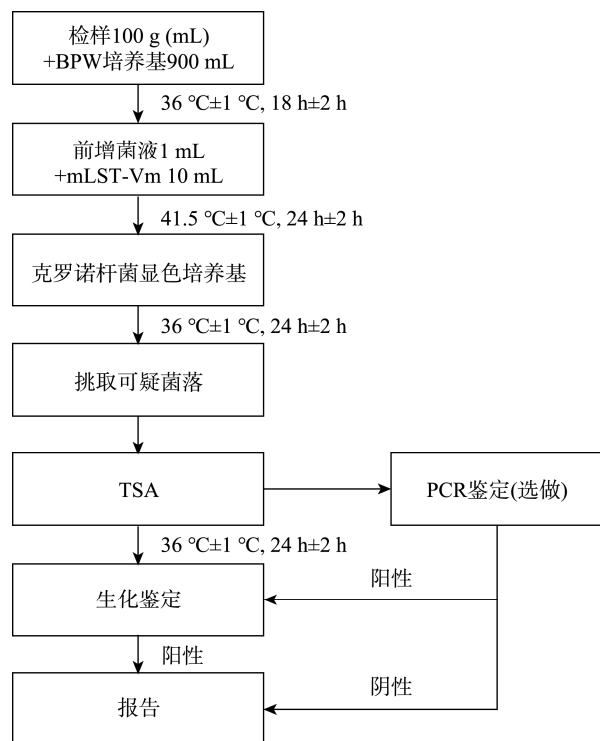 检样100 g (mL)
+BPW培养基900 mL
36 ℃±1 ℃, 18 h±2 h
前增菌液1 mL
+mLST-Vm 10 mL
41.5 ℃±1 ℃, 24 h±2 h
克罗诺杆菌显色培养基
36 ℃±1 ℃, 24 h±2 h
挑取可疑菌落
TSA
PCR鉴定(选做)
36 ℃±1 ℃, 24 h±2 h
阳性
生化鉴定
阳性
阴性
报告